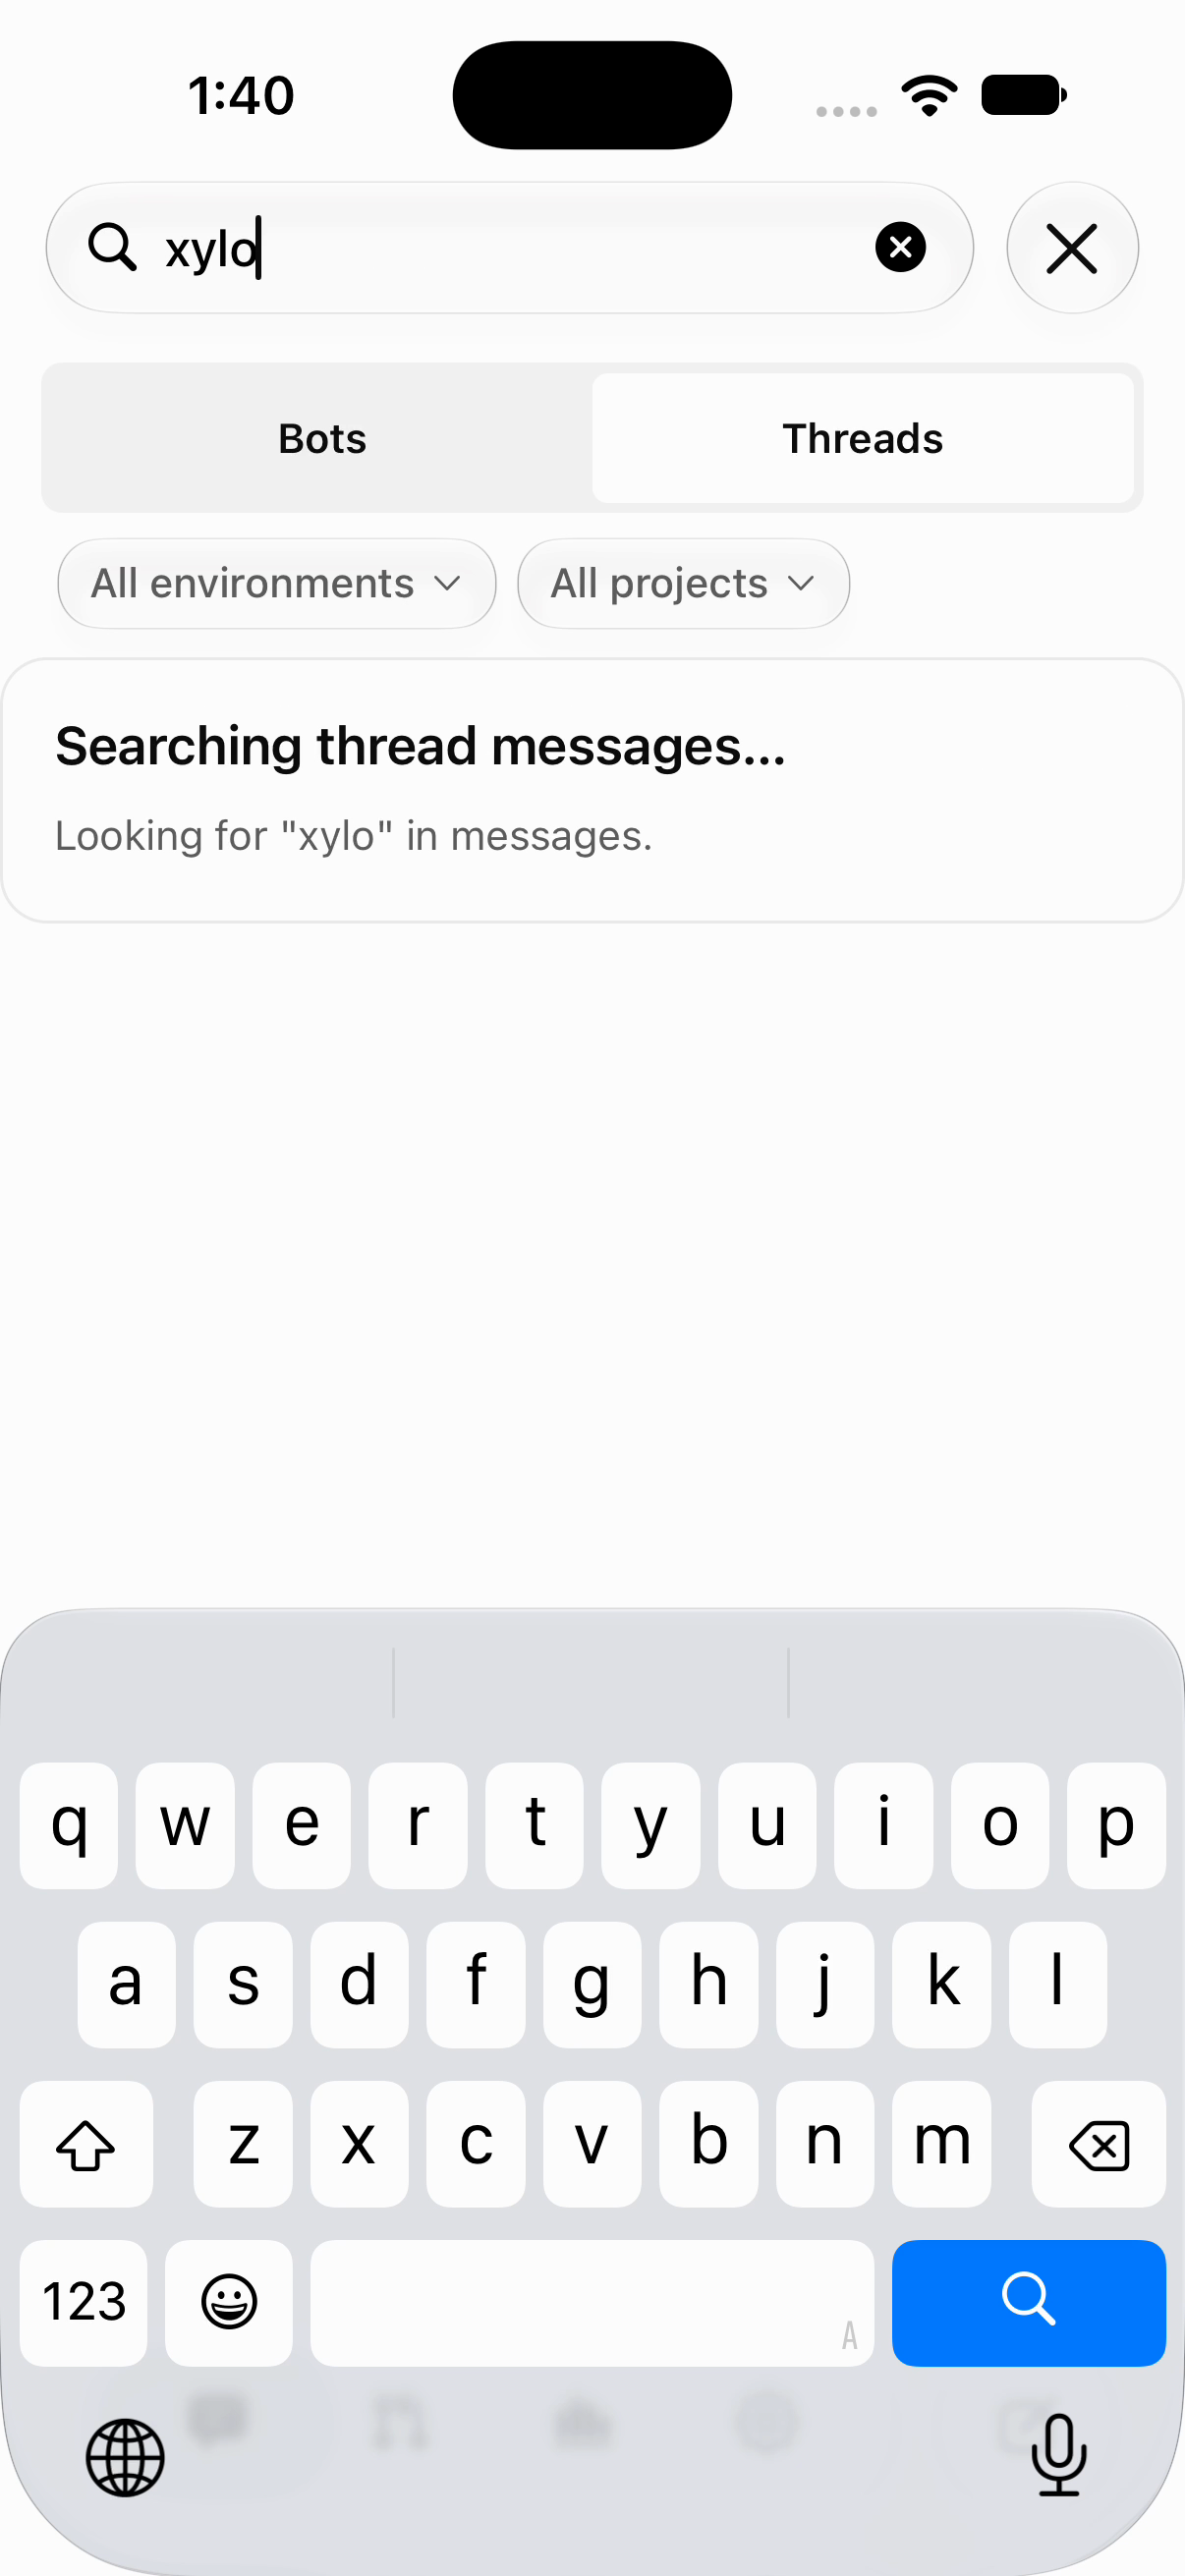 1:40
xylo
Bots
Threads
All environments
All projects
Searching thread messages...
Looking for "xylo" in messages.
q w e r t y u i o p
a s d f g h j k l
z x c v b n m
123
A